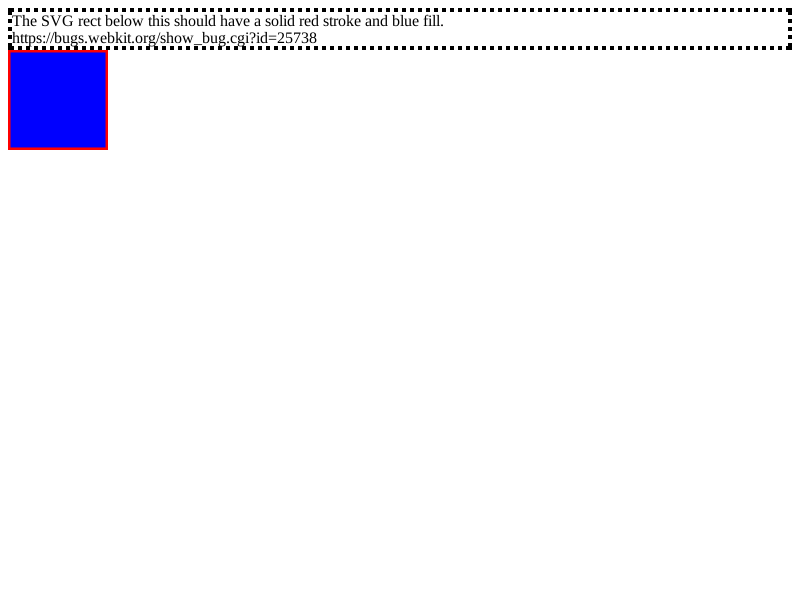 The SVG rect below this should have a solid red stroke and blue fill.
https://bugs.webkit.org/show_bug.cgi?id=25738